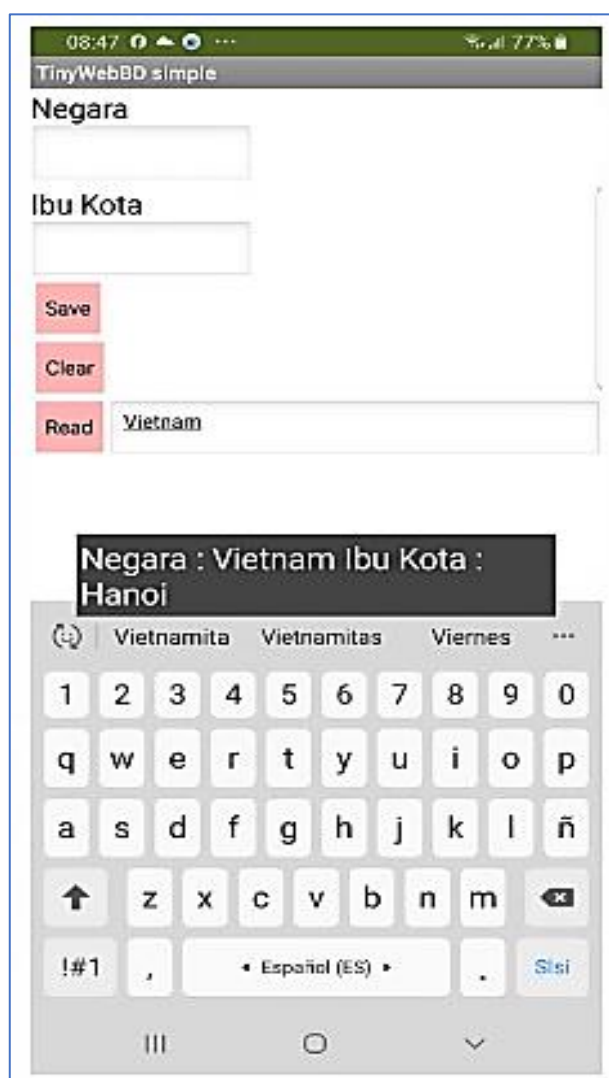 08:47 ··· 77%
TinyWebBD simple
Negara
Ibu Kota
Save
Clear
Read Vietnam
Negara : Vietnam Ibu Kota :
Hanoi
Vietnamita Vietnamitas Viernes ···
1 2 3 4 5 6 7 8 9 0
q w e r t y u i o p
a s d f g h j k l ñ
z x c v b n m
!#1 , Español (ES) .